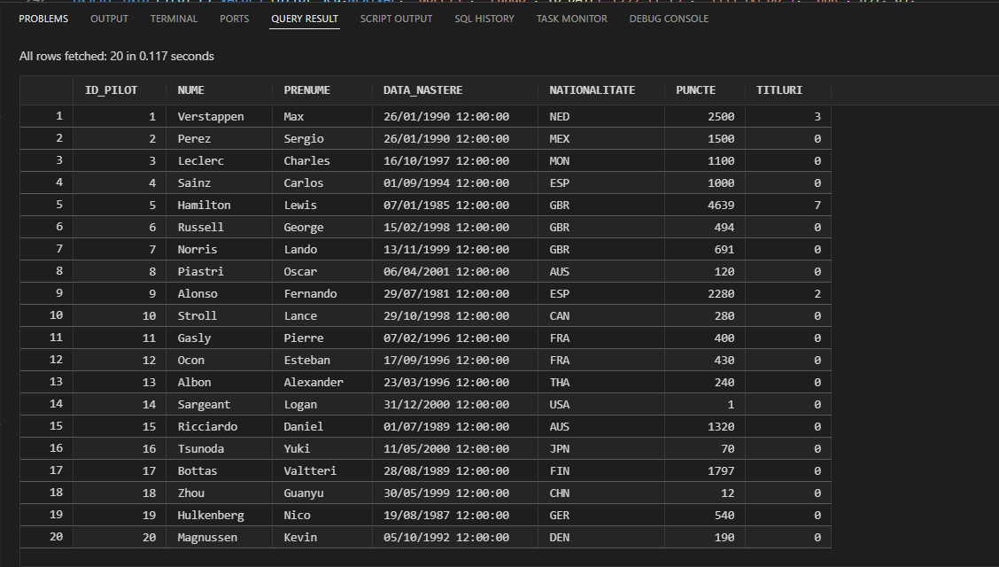 PROBLEMS OUTPUT TERMINAL PORTS QUERY RESULT SCRIPT OUTPUT SQL HISTORY TASK MONITOR DEBUG CONSOLE
All rows fetched: 20 in 0.117 seconds
ID_PILOT NUME PRENUME DATA_NASTERE NATIONALITATE PUNCTE TITLURI
1 1 Verstappen Max 26/01/1990 12:00:00 NED 2500 3
2 2 Perez Sergio 26/01/1990 12:00:00 MEX 1500 0
3 3 Leclerc Charles 16/10/1997 12:00:00 MON 1100 0
4 4 Sainz Carlos 01/09/1994 12:00:00 ESP 1000 0
5 5 Hamilton Lewis 07/01/1985 12:00:00 GBR 4639 7
6 6 Russell George 15/02/1998 12:00:00 GBR 494 0
7 7 Norris Lando 13/11/1999 12:00:00 GBR 691 0
8 8 Piastri Oscar 06/04/2001 12:00:00 AUS 120 0
9 9 Alonso Fernando 29/07/1981 12:00:00 ESP 2280 2
10 10 Stroll Lance 29/10/1998 12:00:00 CAN 280 0
11 11 Gasly Pierre 07/02/1996 12:00:00 FRA 400 0
12 12 Ocon Esteban 17/09/1996 12:00:00 FRA 430 0
13 13 Albon Alexander 23/03/1996 12:00:00 THA 240 0
14 14 Sargeant Logan 31/12/2000 12:00:00 USA 1 0
15 15 Ricciardo Daniel 01/07/1989 12:00:00 AUS 1320 0
16 16 Tsunoda Yuki 11/05/2000 12:00:00 JPN 70 0
17 17 Bottas Valtteri 28/08/1989 12:00:00 FIN 1797 0
18 18 Zhou Guanyu 30/05/1999 12:00:00 CHN 12 0
19 19 Hulkenberg Nico 19/08/1987 12:00:00 GER 540 0
20 20 Magnussen Kevin 05/10/1992 12:00:00 DEN 190 0